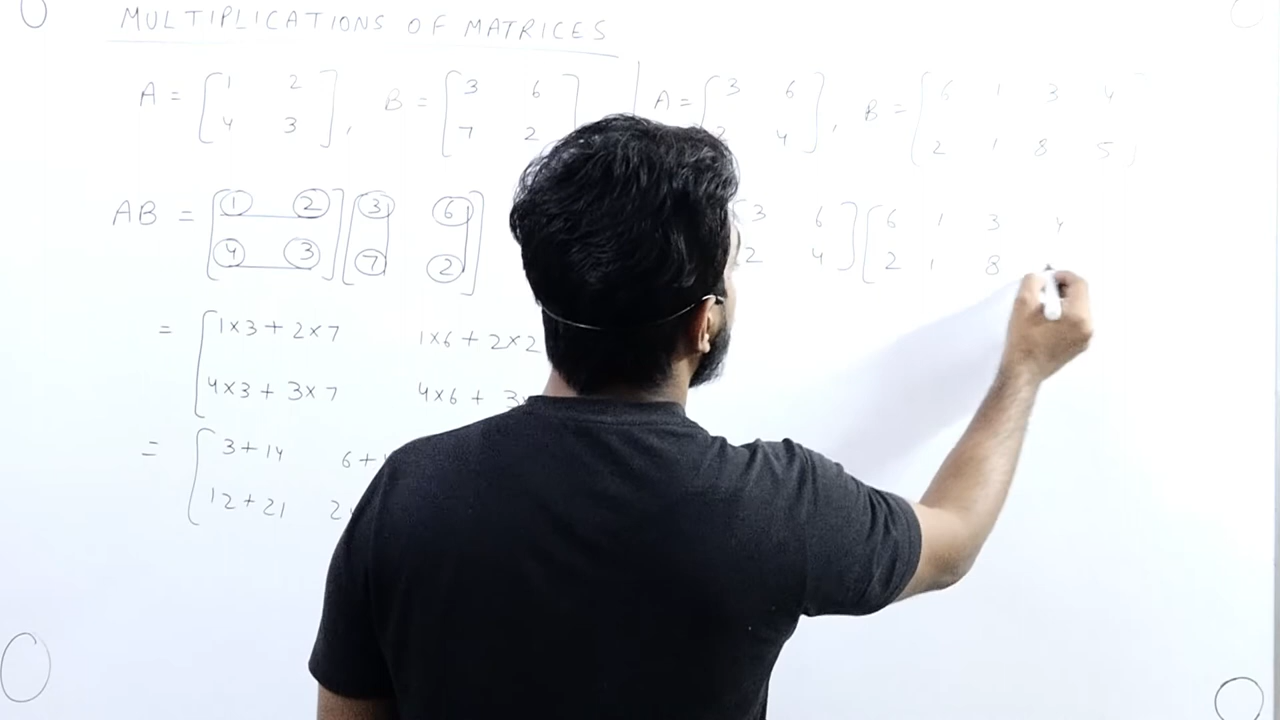 MULTIPLICATIONS OF MATRICES
A = [1 2
4 3], B = [3 6
7 2
A = [3 6
2 4], B = [6 1 3 4
2 1 8 5]
AB = [1 2
4 3] [3 6
7 2]
= [1×3 + 2×7 1×6 + 2×2
4×3 + 3×7 4×6 + 3
= [3+14 6+
12+21
3 6
2 4] [6 1 3 4
2 1 8